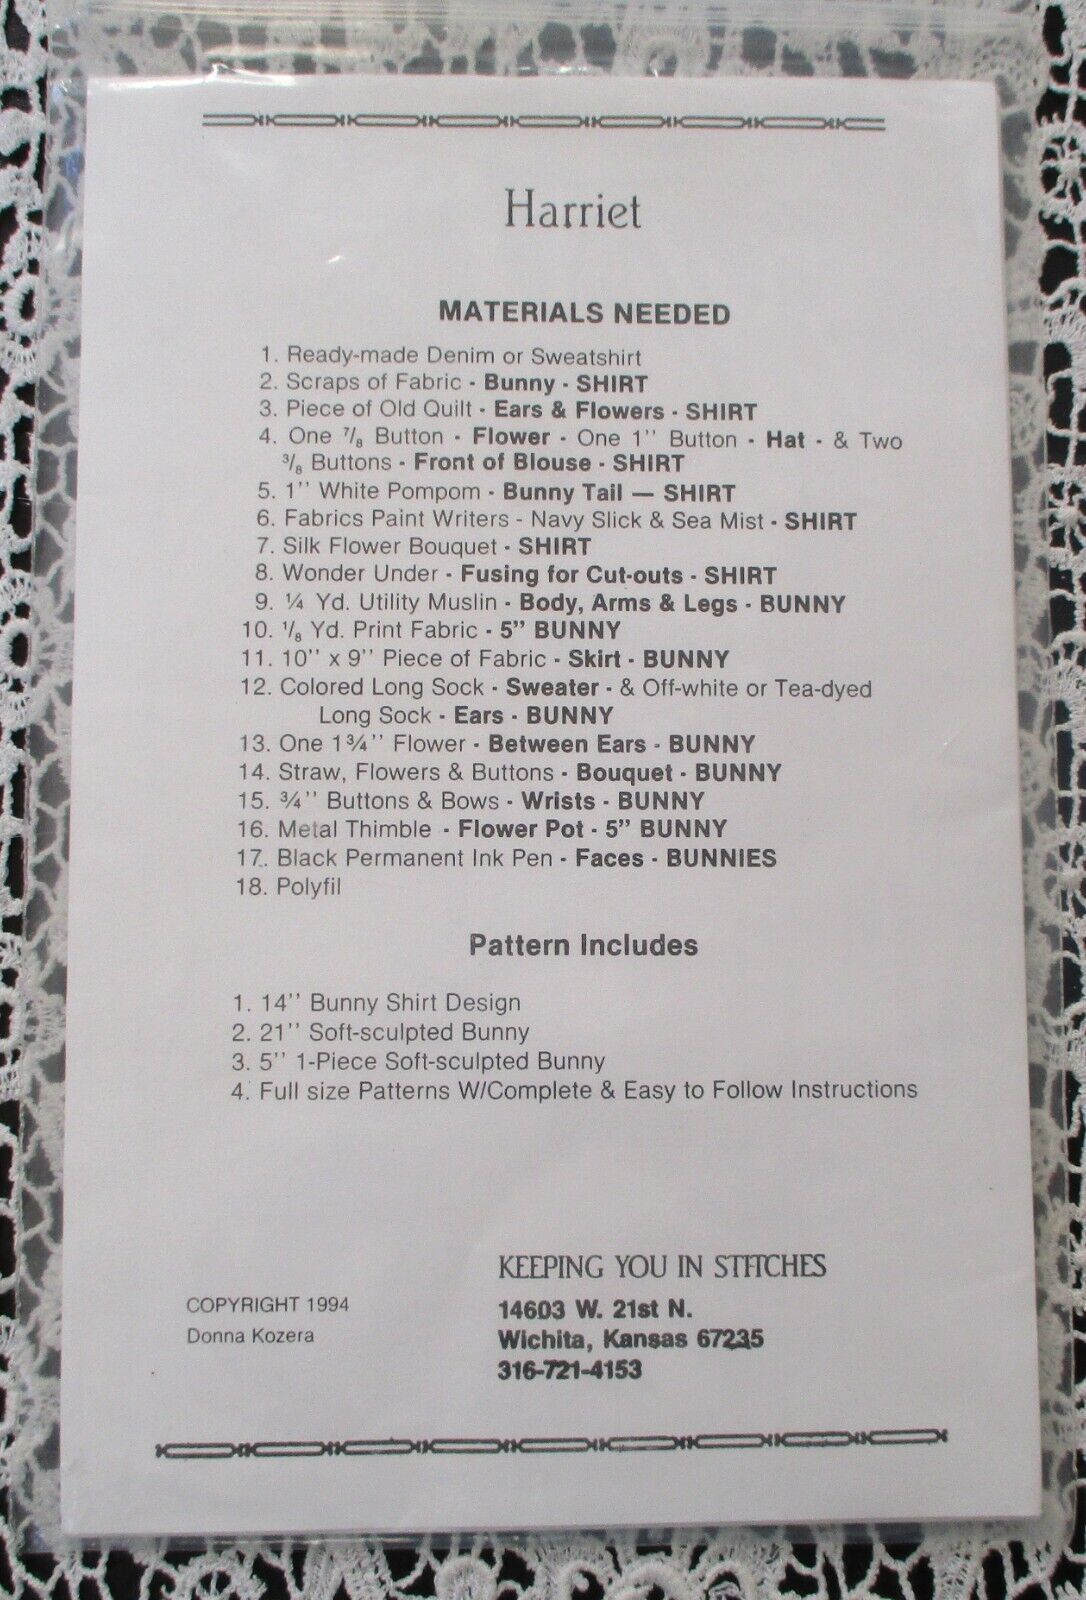 Harriet
MATERIALS NEEDED
1. Ready-made Denim or Sweatshirt
2. Scraps of Fabric - Bunny - SHIRT
3. Piece of Old Quilt - Ears & Flowers - SHIRT
4. One 7/8 Button - Flower - One 1'' Button - Hat - & Two
3/8 Buttons - Front of Blouse - SHIRT
5. 1'' White Pompom - Bunny Tail — SHIRT
6. Fabrics Paint Writers - Navy Slick & Sea Mist - SHIRT
7. Silk Flower Bouquet - SHIRT
8. Wonder Under - Fusing for Cut-outs - SHIRT
9. ¼ Yd. Utility Muslin - Body, Arms & Legs - BUNNY
10. 1/8 Yd. Print Fabric - 5” BUNNY
11. 10'' x 9'' Piece of Fabric - Skirt - BUNNY
12. Colored Long Sock - Sweater - & Off-white or Tea-dyed
Long Sock - Ears - BUNNY
13. One 1¾'' Flower - Between Ears - BUNNY
14. Straw, Flowers & Buttons - Bouquet - BUNNY
15. ¾'' Buttons & Bows - Wrists - BUNNY
16. Metal Thimble - Flower Pot - 5” BUNNY
17. Black Permanent Ink Pen - Faces - BUNNIES
18. Polyfil
Pattern Includes
1. 14'' Bunny Shirt Design
2. 21'' Soft-sculpted Bunny
3. 5'' 1-Piece Soft-sculpted Bunny
4. Full size Patterns W/Complete & Easy to Follow Instructions
KEEPING YOU IN STITCHES
COPYRIGHT 1994
14603 W. 21st N.
Donna Kozera
Wichita, Kansas 67235
316-721-4153